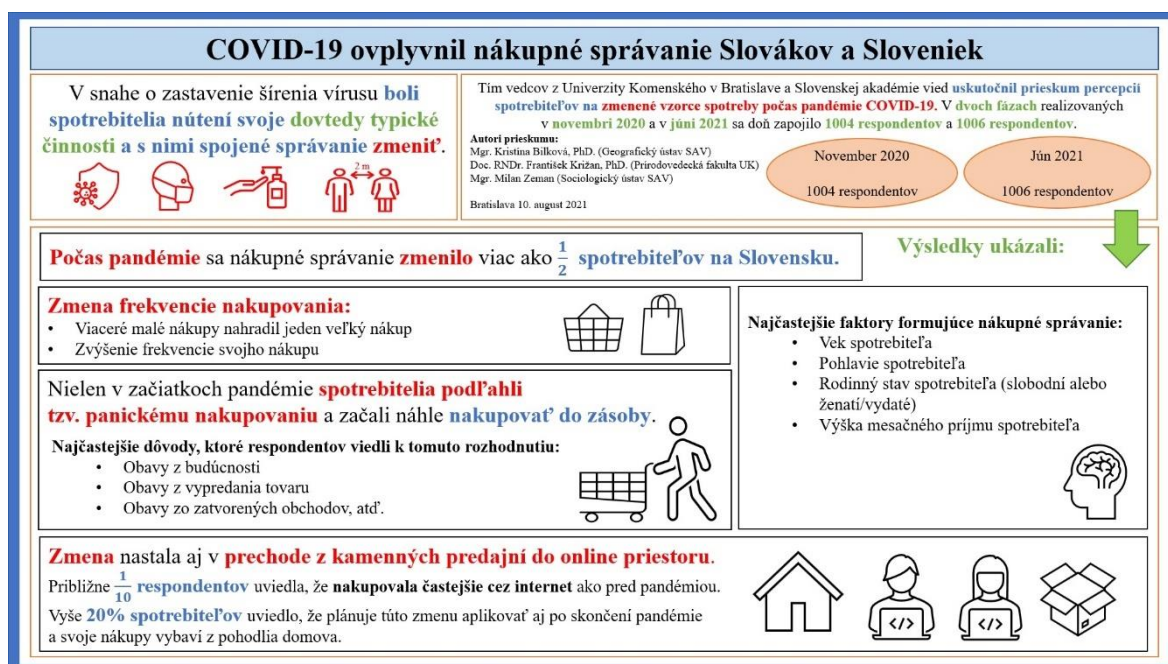 COVID-19 ovplyvnil nákupné správanie Slovákov a Sloveniek
V snahe o zastavenie šírenia vírusu boli
spotrebitelia nútení svoje dovtedy typické
činnosti a s nimi spojené správanie zmeniť.
2 m
Tím vedcov z Univerzity Komenského v Bratislave a Slovenskej akadémie vied uskutočnil prieskum percepcii
spotrebiteľov na zmenené vzorce spotreby počas pandémie COVID-19. V dvoch fázach realizovaných
v novembri 2020 a v júni 2021 sa doň zapojilo 1004 respondentov a 1006 respondentov.
Autori prieskumu:
Mgr. Kristína Bilková, PhD. (Geografický ústav SAV)
Doc. RNDr. František Križan, PhD. (Prírodovedecká fakulta UK)
Mgr. Milan Zeman (Sociologický ústav SAV)
Bratislava 10. august 2021
November 2020
1004 respondentov
Jún 2021
1006 respondentov
Výsledky ukázali:
Počas pandémie sa nákupné správanie zmenilo viac ako 1/2 spotrebiteľov na Slovensku.
Zmena frekvencie nakupovania:
• Viaceré malé nákupy nahradil jeden veľký nákup
• Zvýšenie frekvencie svojho nákupu
Nielen v začiatkoch pandémie spotrebitelia podľahli
tzv. panickému nakupovaniu a začali náhle nakupovať do zásoby.
Najčastejšie dôvody, ktoré respondentov viedli k tomuto rozhodnutiu:
• Obavy z budúcnosti
• Obavy z vypredania tovaru
• Obavy zo zatvorených obchodov, atď.
Najčastejšie faktory formujúce nákupné správanie:
• Vek spotrebiteľa
• Pohlavie spotrebiteľa
• Rodinný stav spotrebiteľa (slobodní alebo
ženatí/vydaté)
• Výška mesačného príjmu spotrebiteľa
Zmena nastala aj v prechode z kamenných predajní do online priestoru.
Približne 1/10 respondentov uviedla, že nakupovala častejšie cez internet ako pred pandémiou.
Vyše 20% spotrebiteľov uviedlo, že plánuje túto zmenu aplikovať aj po skončení pandémie
a svoje nákupy vybaví z pohodlia domova.